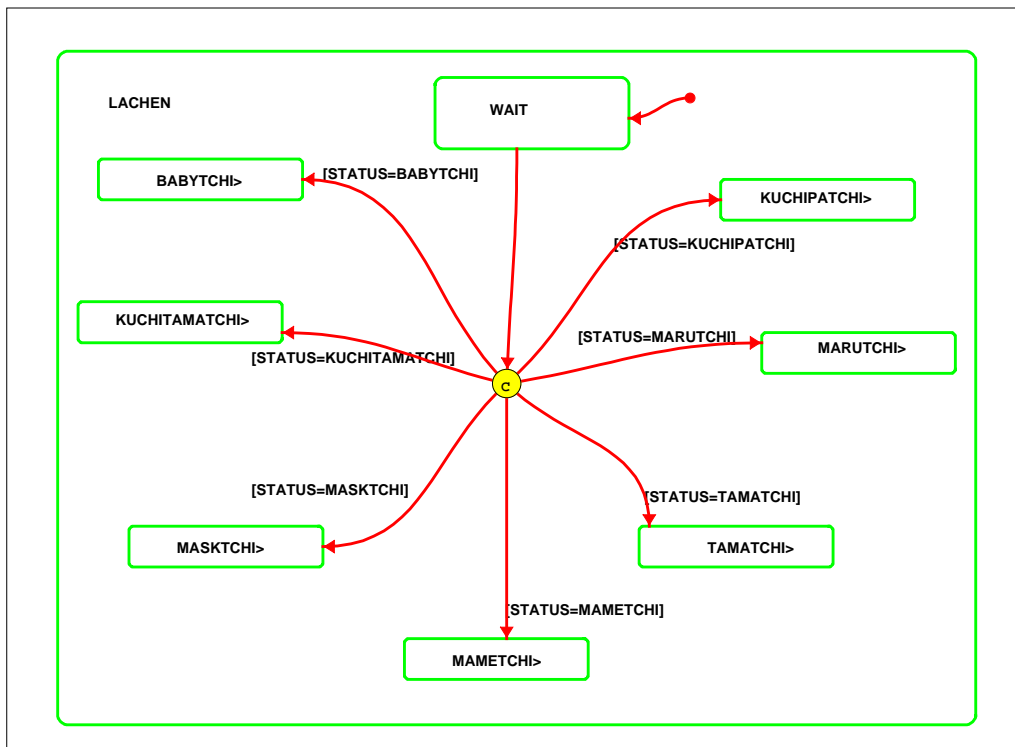 LACHEN
WAIT
BABYTCHI>
[STATUS=BABYTCHI]
KUCHIPATCHI>
[STATUS=KUCHIPATCHI]
KUCHITAMATCHI>
[STATUS=MARUTCHI]
MARUTCHI>
[STATUS=KUCHITAMATCHI]
C
[STATUS=MASKTCHI]
[STATUS=TAMATCHI]
MASKTCHI>
TAMATCHI>
[STATUS=MAMETCHI]
MAMETCHI>